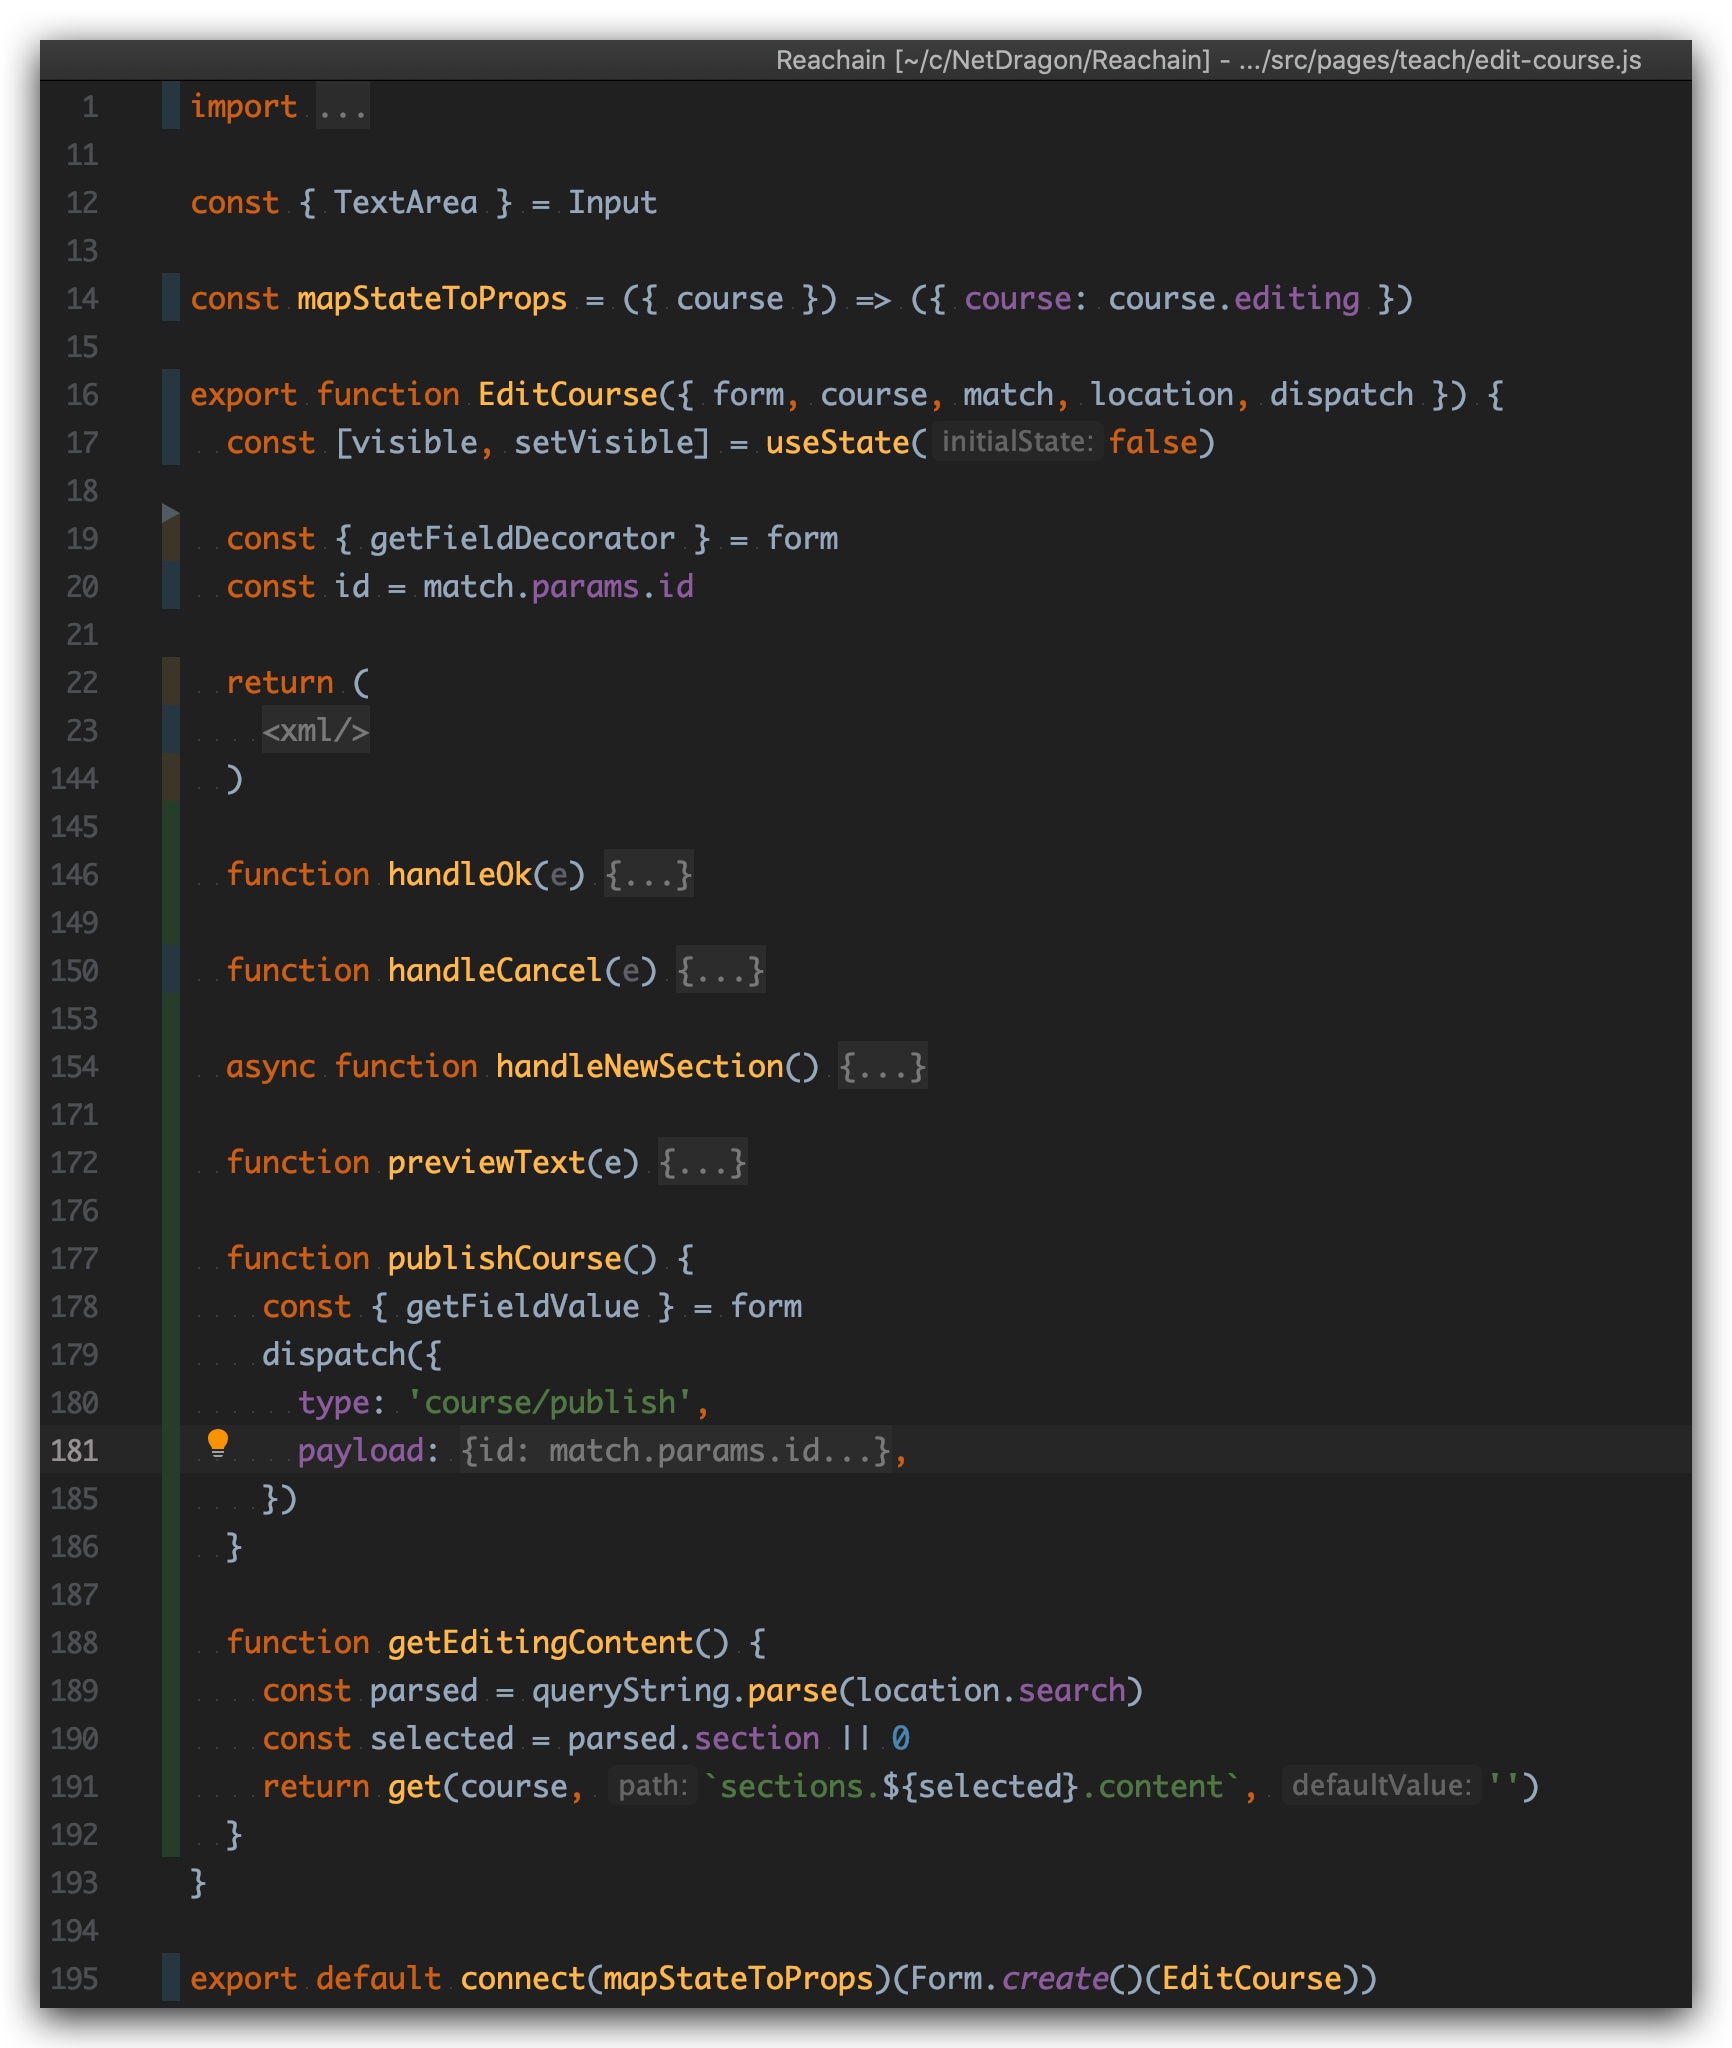 Reachain [~/c/NetDragon/Reachain] - .../src/pages/teach/edit-course.js
1 import ...
11
12 const { TextArea } = Input
13
14 const mapStateToProps = ({ course }) => ({ course: course.editing })
15
16 export function EditCourse({ form, course, match, location, dispatch }) {
17   const [visible, setVisible] = useState( initialState: false)
18
19   const { getFieldDecorator } = form
20   const id = match.params.id
21
22   return (
23     <xml/>
144   )
145
146   function handleOk(e) {...}
149
150   function handleCancel(e) {...}
153
154   async function handleNewSection() {...}
171
172   function previewText(e) {...}
176
177   function publishCourse() {
178     const { getFieldValue } = form
179     dispatch({
180       type: 'course/publish',
181       payload: {id: match.params.id...},
185     })
186   }
187
188   function getEditingContent() {
189     const parsed = queryString.parse(location.search)
190     const selected = parsed.section || 0
191     return get(course, path: `sections.${selected}.content`, defaultValue: '')
192   }
193 }
194
195 export default connect(mapStateToProps)(Form.create()(EditCourse))